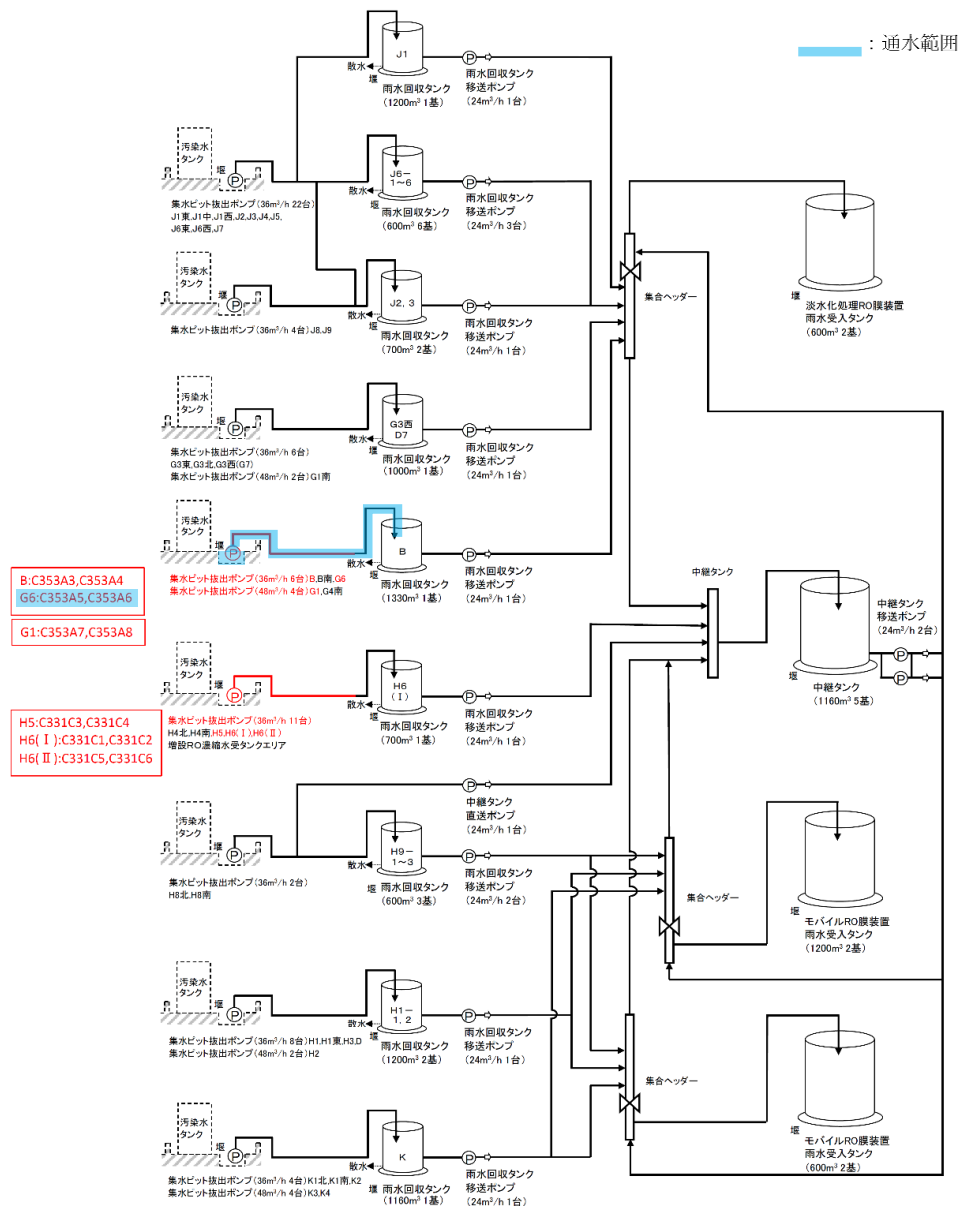 ：通水範囲
J1
散水
堰
雨水回収タンク
(1200m³ 1基)
P
雨水回収タンク
移送ポンプ
(24m³/h 1台)
汚染水
タンク
堰
P
集水ピット抜出ポンプ(36m³/h 22台)
J1東,J1中,J1西,J2,J3,J4,J5,
J6東,J6西,J7
J6－
1～6
散水
堰
雨水回収タンク
(600m³ 6基)
P
雨水回収タンク
移送ポンプ
(24m³/h 3台)
集合ヘッダー
堰
淡水化処理RO膜装置
雨水受入タンク
(600m³ 2基)
汚染水
タンク
堰
P
集水ピット抜出ポンプ(36m³/h 4台)J8,J9
J2, 3
散水
堰
雨水回収タンク
(700m³ 2基)
P
雨水回収タンク
移送ポンプ
(24m³/h 1台)
汚染水
タンク
堰
P
集水ピット抜出ポンプ(36m³/h 6台)
G3東,G3北,G3西(G7)
集水ピット抜出ポンプ(48m³/h 2台)G1南
G3西
D7
散水
堰
雨水回収タンク
(1000m³ 1基)
P
雨水回収タンク
移送ポンプ
(24m³/h 1台)
汚染水
タンク
堰
P
集水ピット抜出ポンプ(36m³/h 6台)B,B南,G6
集水ピット抜出ポンプ(48m³/h 4台)G1,G4南
B
散水
堰
雨水回収タンク
(1330m³ 1基)
P
雨水回収タンク
移送ポンプ
(24m³/h 1台)
B:C353A3,C353A4
G6:C353A5,C353A6
G1:C353A7,C353A8
中継ヘッダー
中継タンク
移送ポンプ
(24m³/h 2台)
P
P
堰
中継タンク
(1160m³ 5基)
汚染水
タンク
堰
P
集水ピット抜出ポンプ(36m³/h 11台)
H4北,H4南,H5,H6(Ⅰ),H6(Ⅱ)
増設RO濃縮水受タンクエリア
H6
(Ⅰ)
散水
堰
雨水回収タンク
(700m³ 1基)
P
雨水回収タンク
移送ポンプ
(24m³/h 1台)
H5:C331C3,C331C4
H6(Ⅰ):C331C1,C331C2
H6(Ⅱ):C331C5,C331C6
P
中継タンク
直送ポンプ
(24m³/h 1台)
汚染水
タンク
堰
P
集水ピット抜出ポンプ(36m³/h 2台)
H8北,H8南
H9－
1～3
散水
堰
雨水回収タンク
(600m³ 3基)
P
雨水回収タンク
移送ポンプ
(24m³/h 2台)
集合ヘッダー
堰
モバイルRO膜装置
雨水受入タンク
(1200m³ 2基)
汚染水
タンク
堰
P
集水ピット抜出ポンプ(36m³/h 8台)H1,H1東,H3,D
集水ピット抜出ポンプ(48m³/h 2台)H2
H1－
1, 2
散水
堰
雨水回収タンク
(1200m³ 2基)
P
雨水回収タンク
移送ポンプ
(24m³/h 1台)
集合ヘッダー
堰
モバイルRO膜装置
雨水受入タンク
(600m³ 2基)
汚染水
タンク
堰
P
集水ピット抜出ポンプ(36m³/h 4台)K1北,K1南,K2
集水ピット抜出ポンプ(48m³/h 4台)K3,K4
K
散水
堰
雨水回収タンク
(1160m³ 1基)
P
雨水回収タンク
移送ポンプ
(24m³/h 1台)